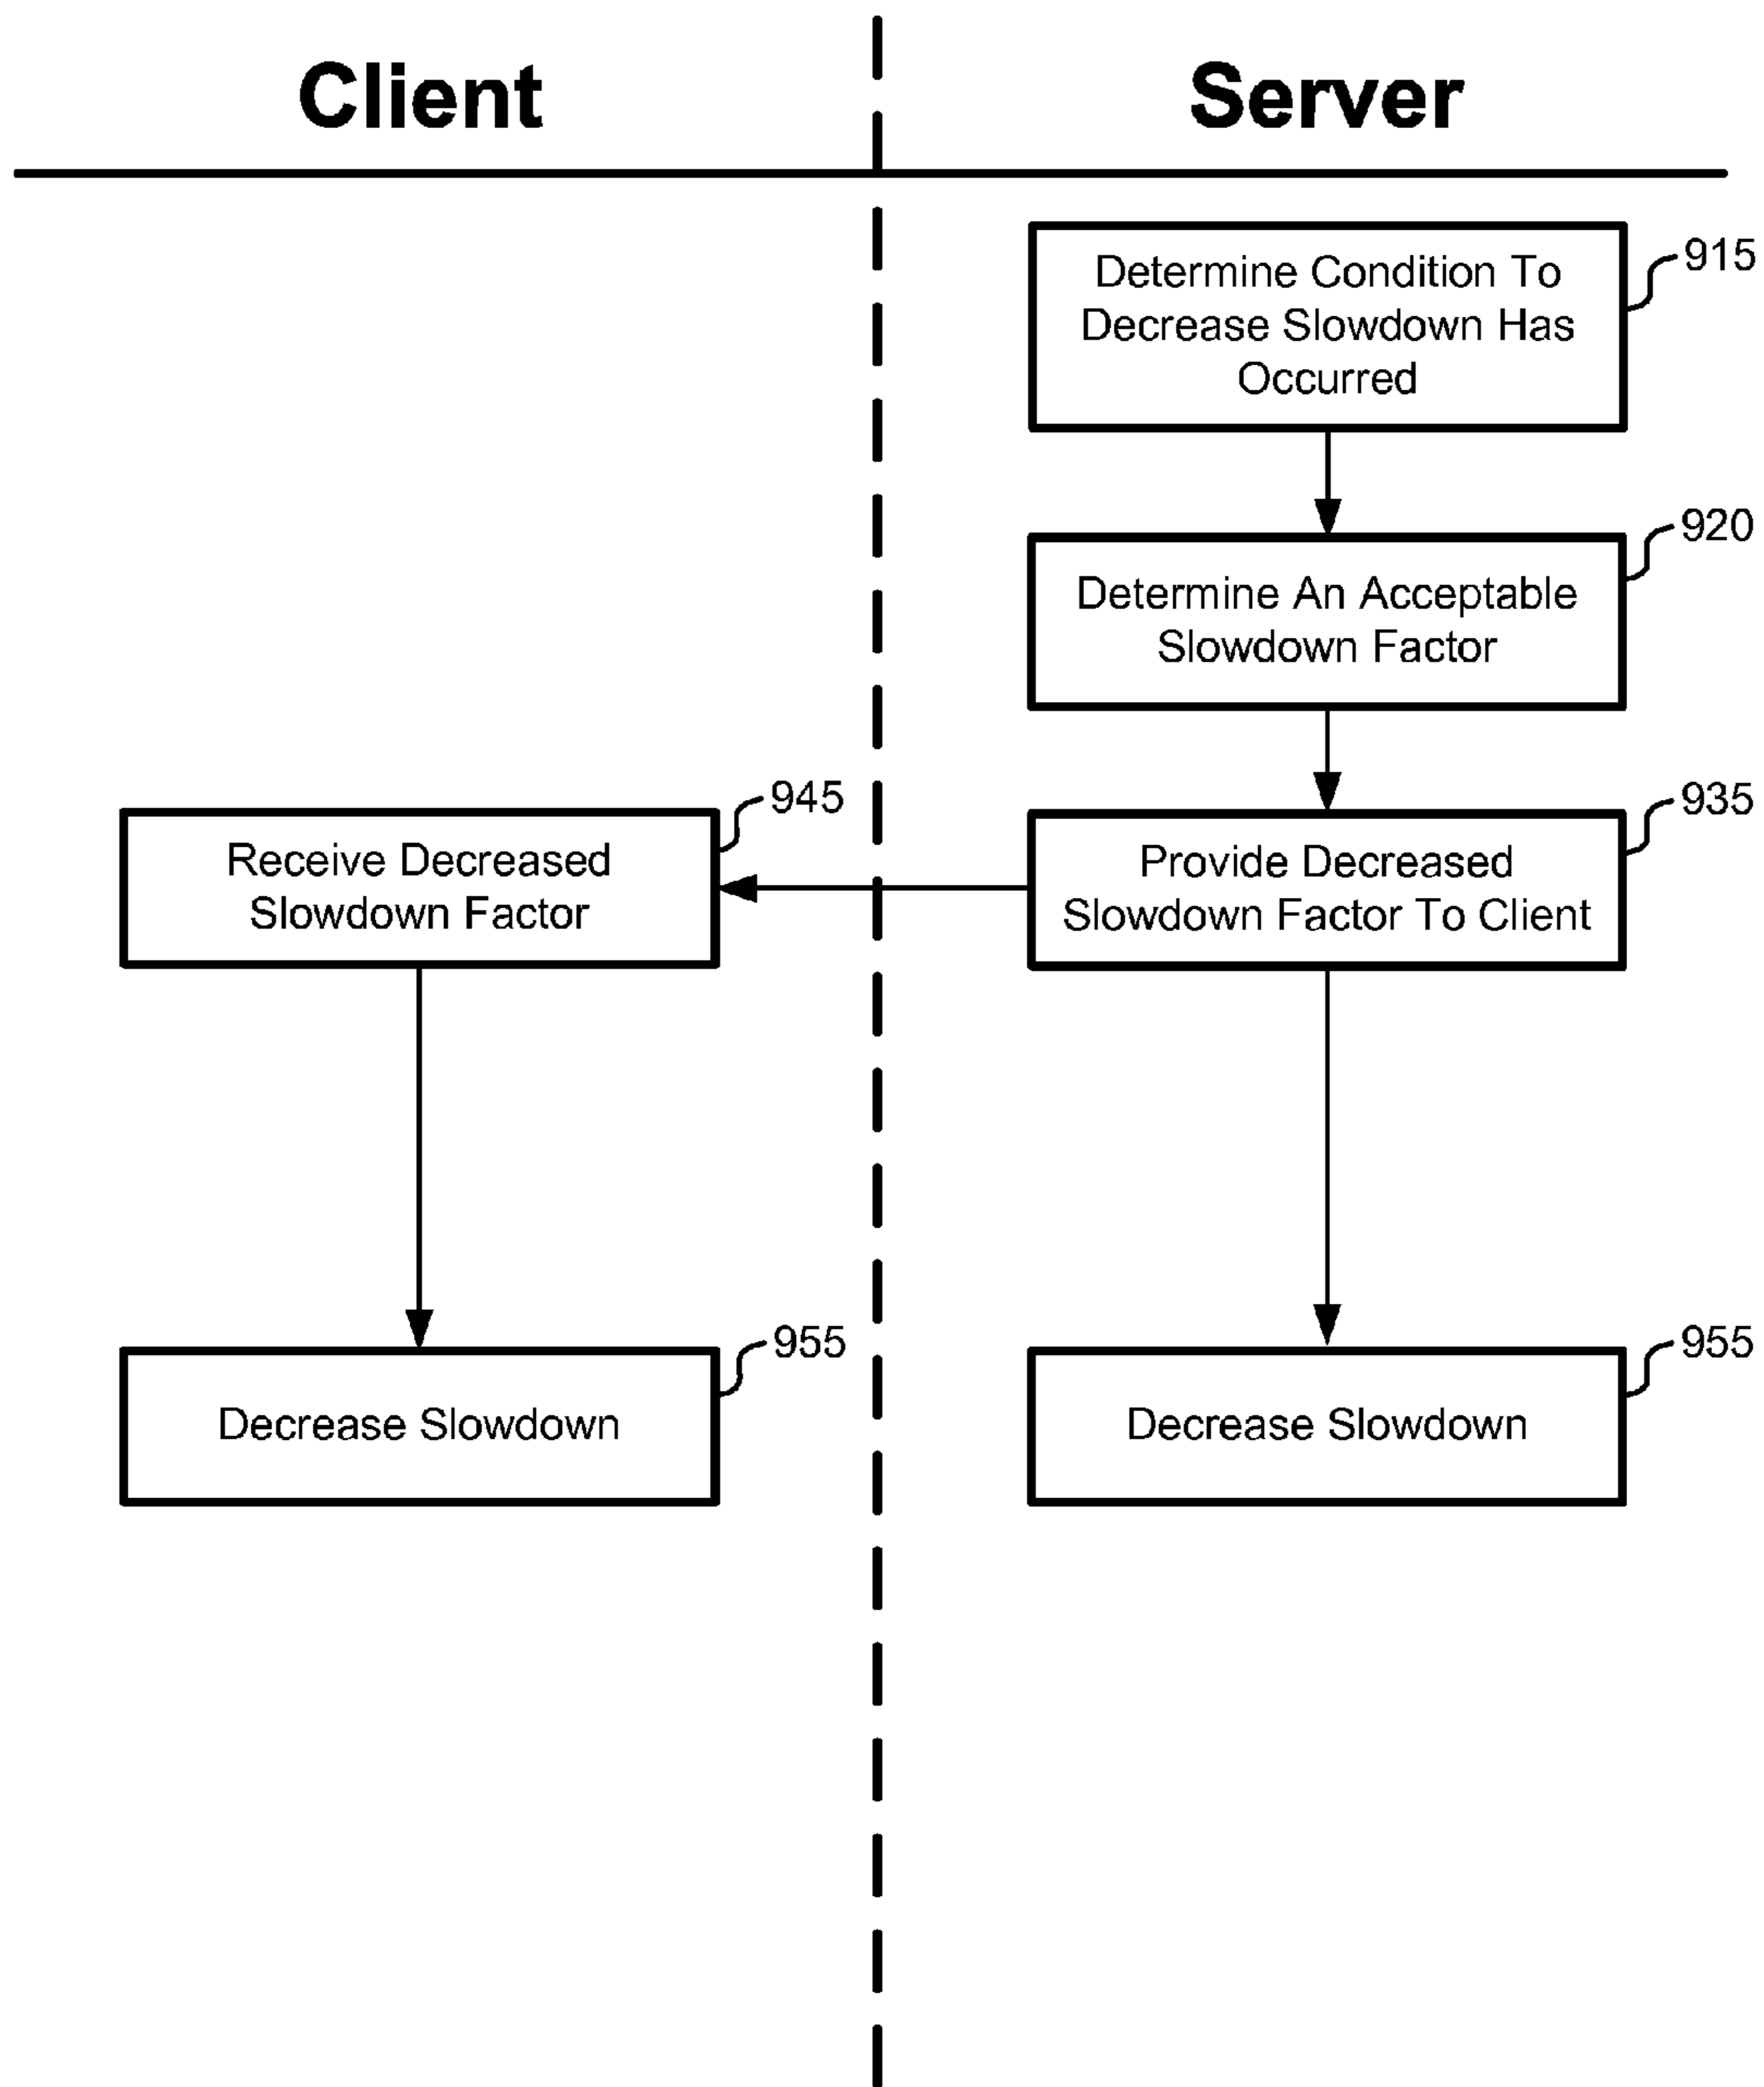 Client
Server
Determine Condition To
Decrease Slowdown Has
Occurred
915
Determine An Acceptable
Slowdown Factor
920
Receive Decreased
Slowdown Factor
945
Provide Decreased
Slowdown Factor To Client
935
Decrease Slowdown
955
Decrease Slowdown
955